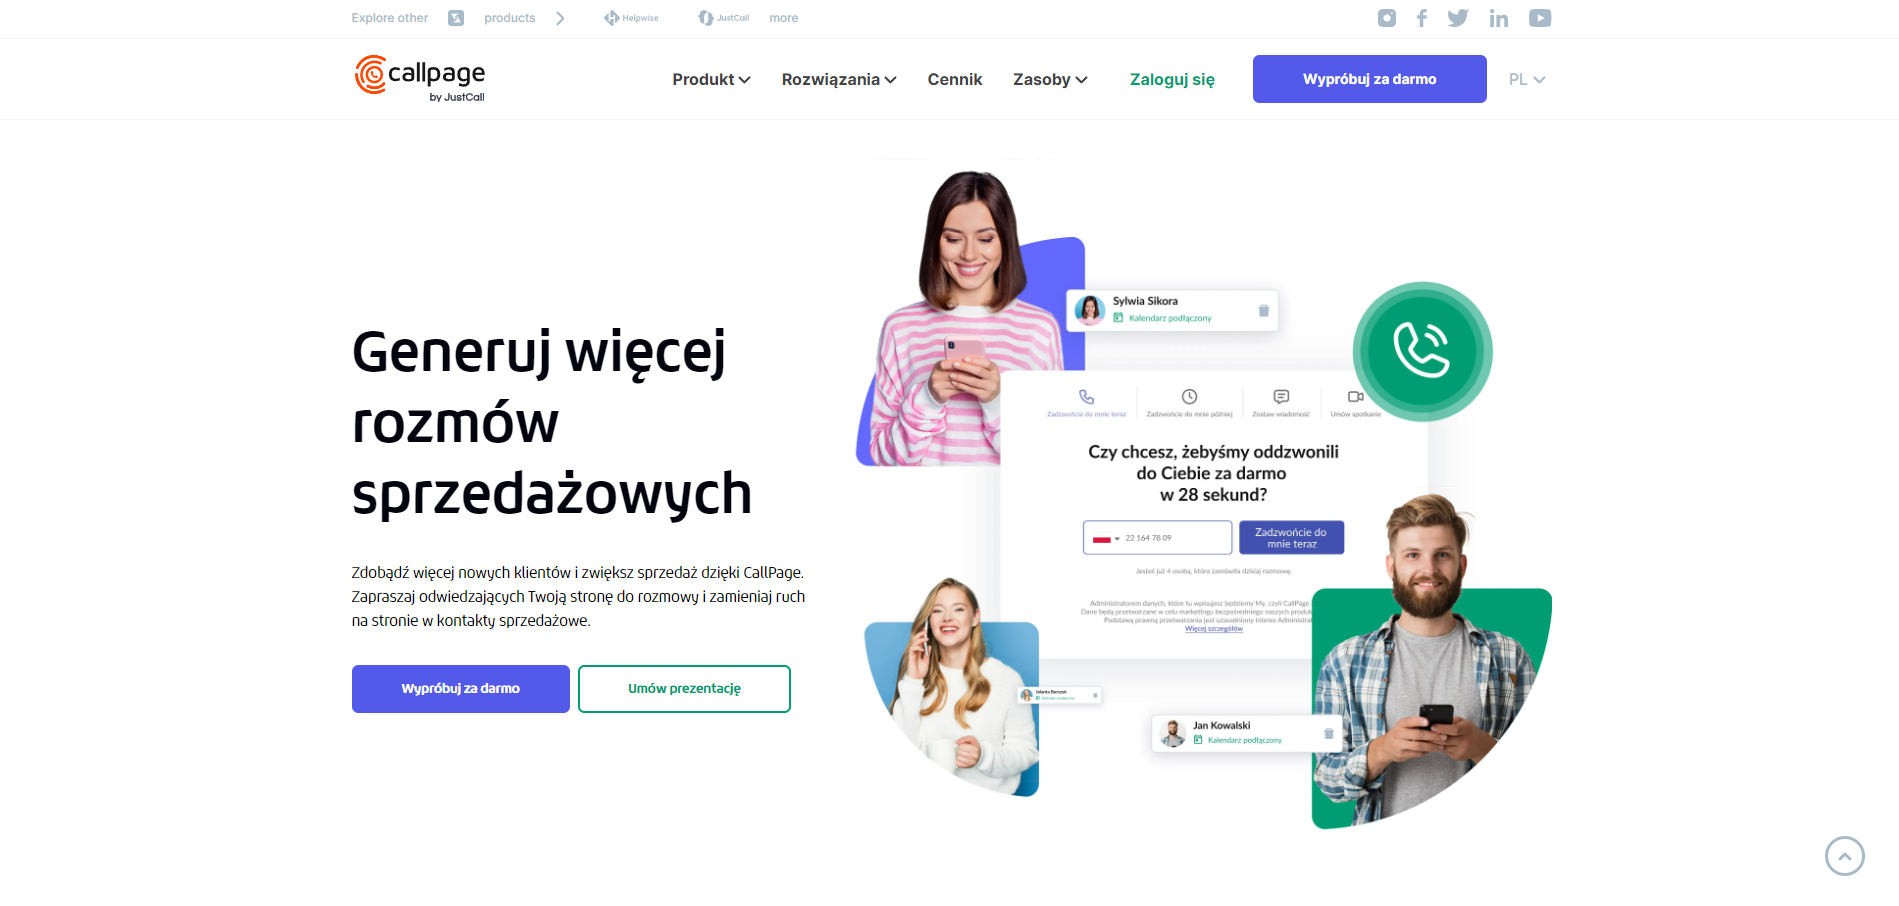 Explore other products Helpwise JustCall more
callpage
by JustCall
Produkt Rozwiązania Cennik Zasoby Zaloguj się Wypróbuj za darmo PL
Generuj więcej
rozmów
sprzedażowych
Zdobądź więcej nowych klientów i zwiększ sprzedaż dzięki CallPage.
Zapraszaj odwiedzających Twoją stronę do rozmowy i zamieniaj ruch
na stronie w kontakty sprzedażowe.
Wypróbuj za darmo Umów prezentację
Sylwia Sikora
Kalendarz podłączony
Zadzwońcie do mnie teraz Zadzwońcie do mnie później Zostaw wiadomość Umów spotkanie
Czy chcesz, żebyśmy oddzwonili
do Ciebie za darmo
w 28 sekund?
22 164 78 09
Zadzwońcie do
mnie teraz
Jesteś już 4 osobą, która zamówiła dzisiaj rozmowę.
Administratorem danych, które tu wpisujesz będziemy My, czyli CallPage
Dane będą przetwarzane w celu marketingu bezpośredniego naszych
Podstawą prawną przetwarzania jest uzasadniony interes
Więcej szczegółów
Jolanta Barczyk
Kalendarz podłączony
Jan Kowalski
Kalendarz podłączony